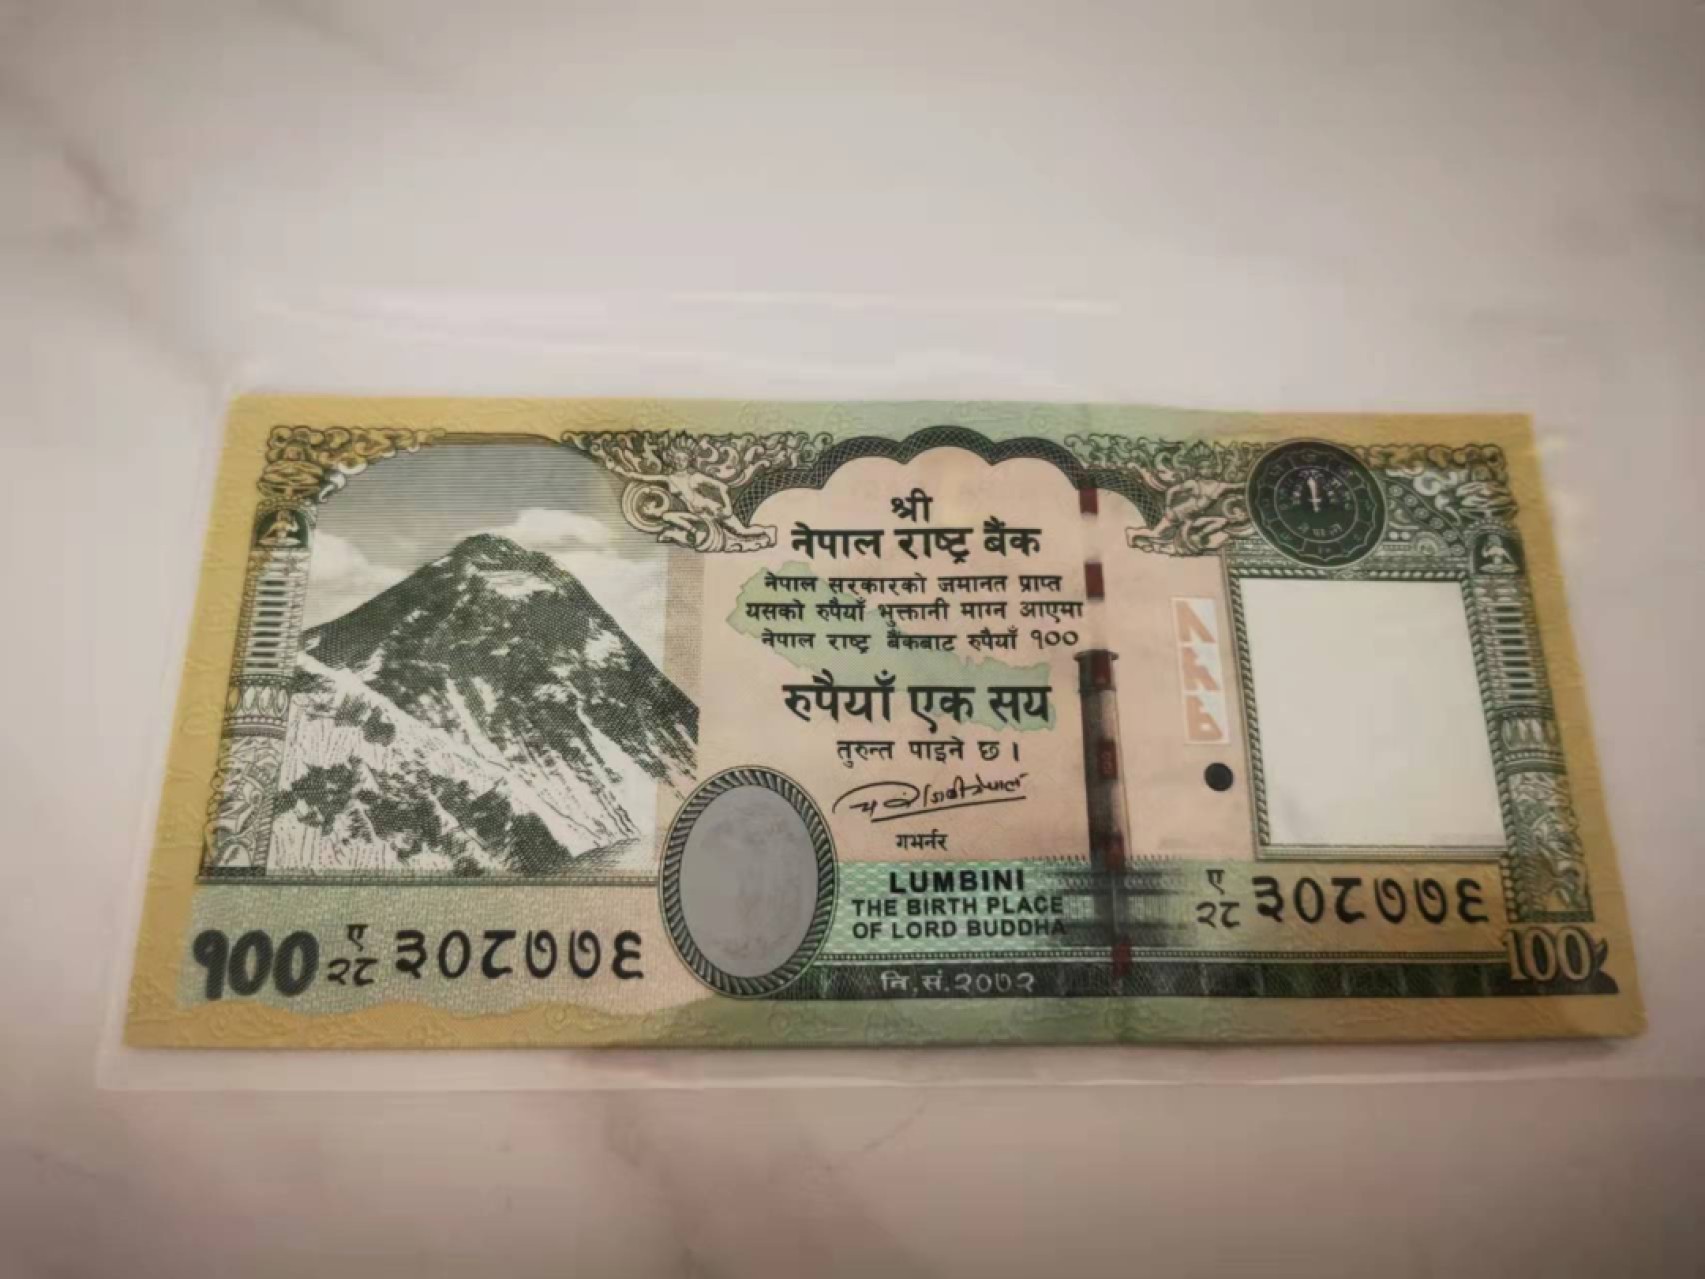 श्री
नेपाल राष्ट्र बैंक
नेपाल सरकारको जमानत प्राप्त
यसको रुपैयाँ भुक्तानी माग्न आएमा
नेपाल राष्ट्र बैंकबाट रुपैयाँ १००
रुपैयाँ एक सय
तुरुन्त पाइने छ ।
गभर्नर
LUMBINI
THE BIRTH PLACE
OF LORD BUDDHA
ए
२८ ३०८७७६
१००
ए
२८ ३०८७७६
100
नि.सं.२०७२